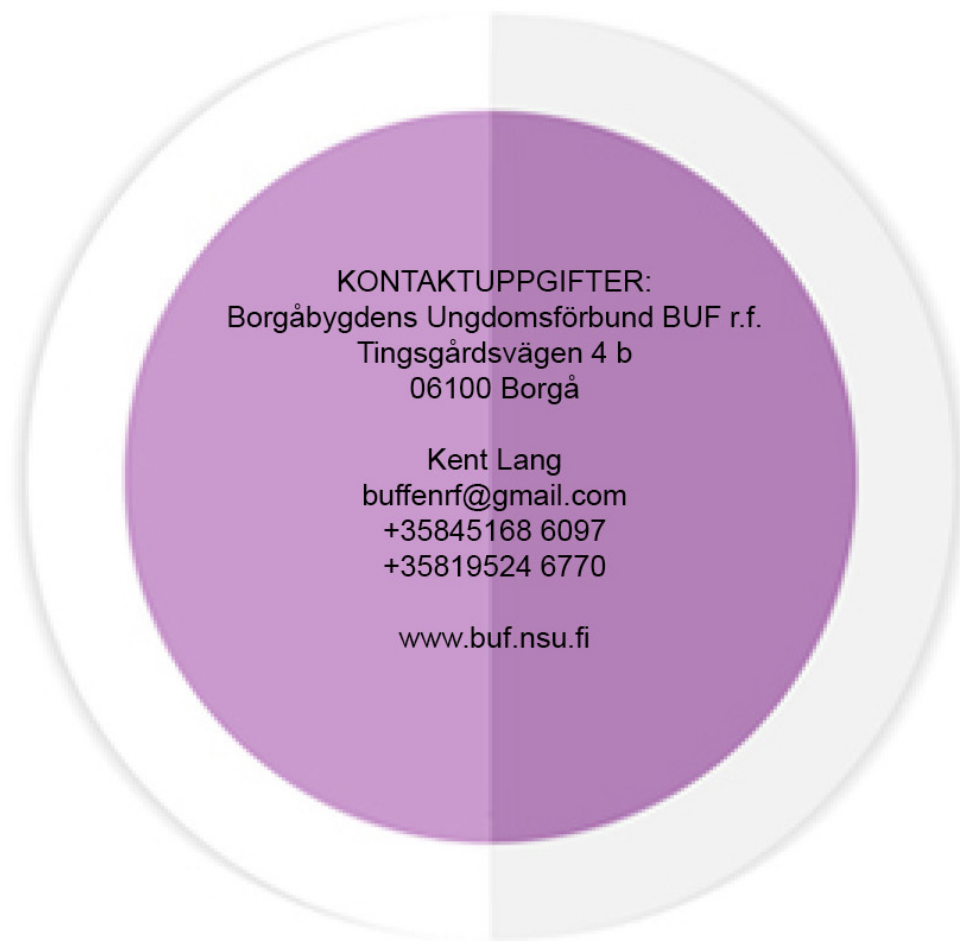 KONTAKTUPPGIFTER:
Borgåbygdens Ungdomsförbund BUF r.f.
Tingsgårdsvägen 4 b
06100 Borgå
Kent Lang
buffenrf@gmail.com
+35845168 6097
+35819524 6770
www.buf.nsu.fi